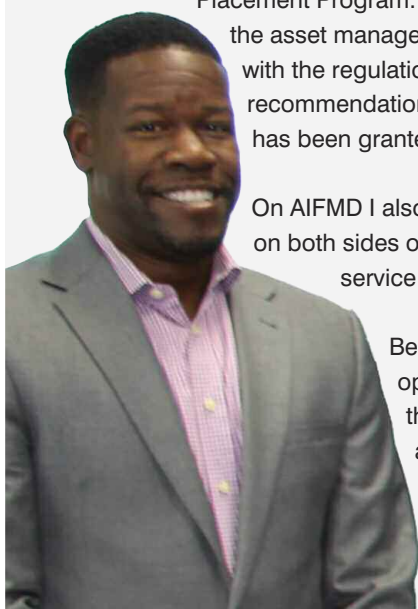 Placement Program.
the asset manage
with the regulatio
recommendation
has been grante
On AIFMD I also
on both sides o
service
Be
op
th
a